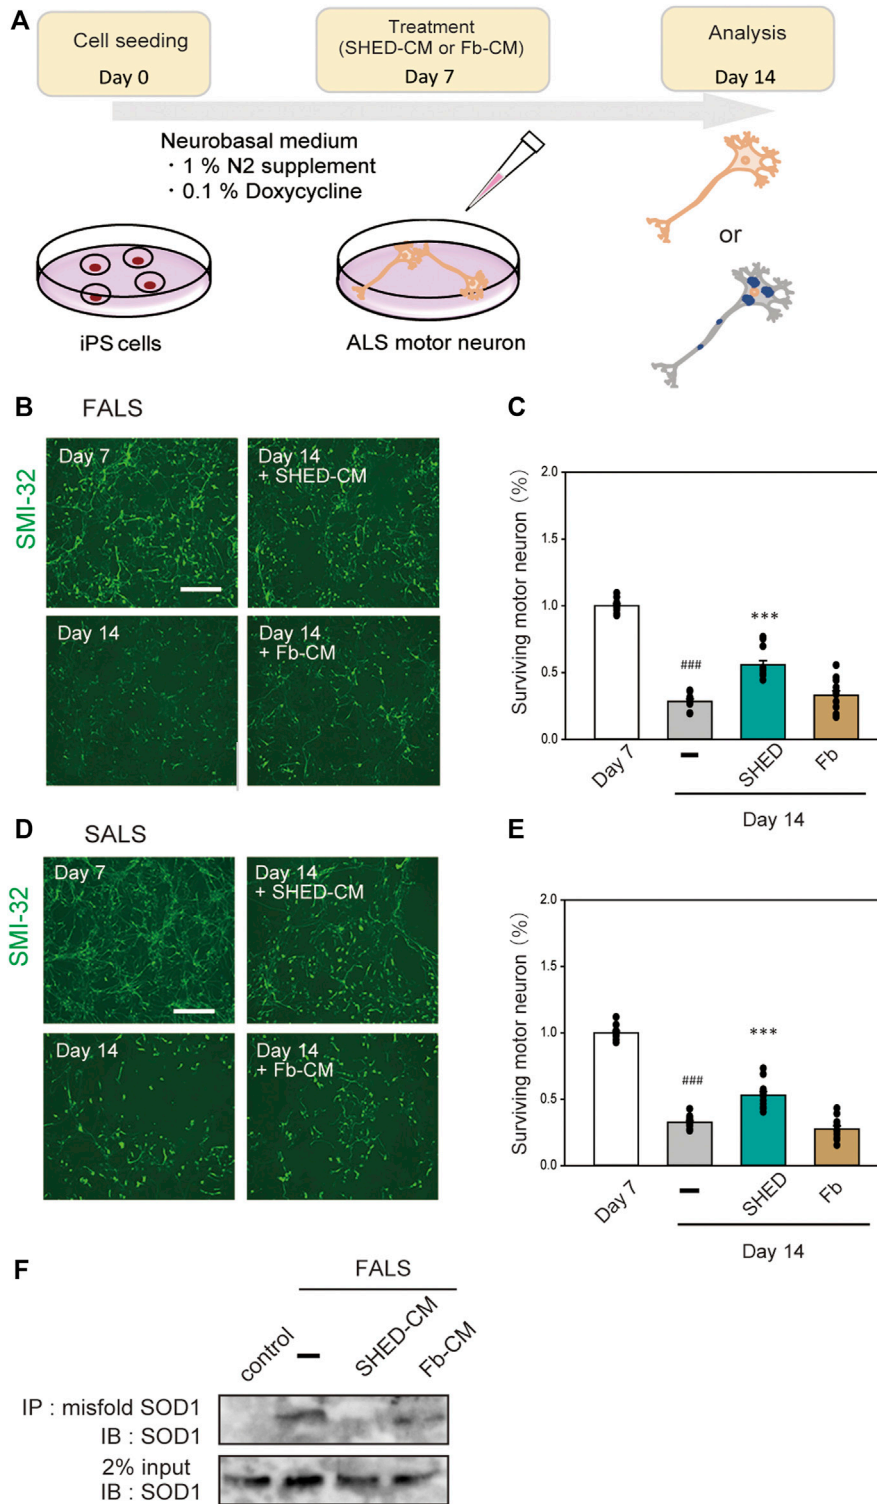 A
Cell seeding
Day 0
Treatment
(SHED-CM or Fb-CM)
Day 7
Analysis
Day 14
Neurobasal medium
・1 % N2 supplement
・0.1 % Doxycycline
or
iPS cells
ALS motor neuron
B
FALS
SMI-32
Day 7
Day 14
+ SHED-CM
Day 14
Day 14
+ Fb-CM
C
Surviving motor neuron (%)
2.0
1.5
1.0
0.5
0.0
###
***
Day 7
–
SHED
Fb
Day 14
D
SALS
SMI-32
Day 7
Day 14
+ SHED-CM
Day 14
Day 14
+ Fb-CM
E
Surviving motor neuron (%)
2.0
1.5
1.0
0.5
0.0
###
***
Day 7
–
SHED
Fb
Day 14
F
FALS
control
–
SHED-CM
Fb-CM
IP : misfold SOD1
IB : SOD1
2% input
IB : SOD1